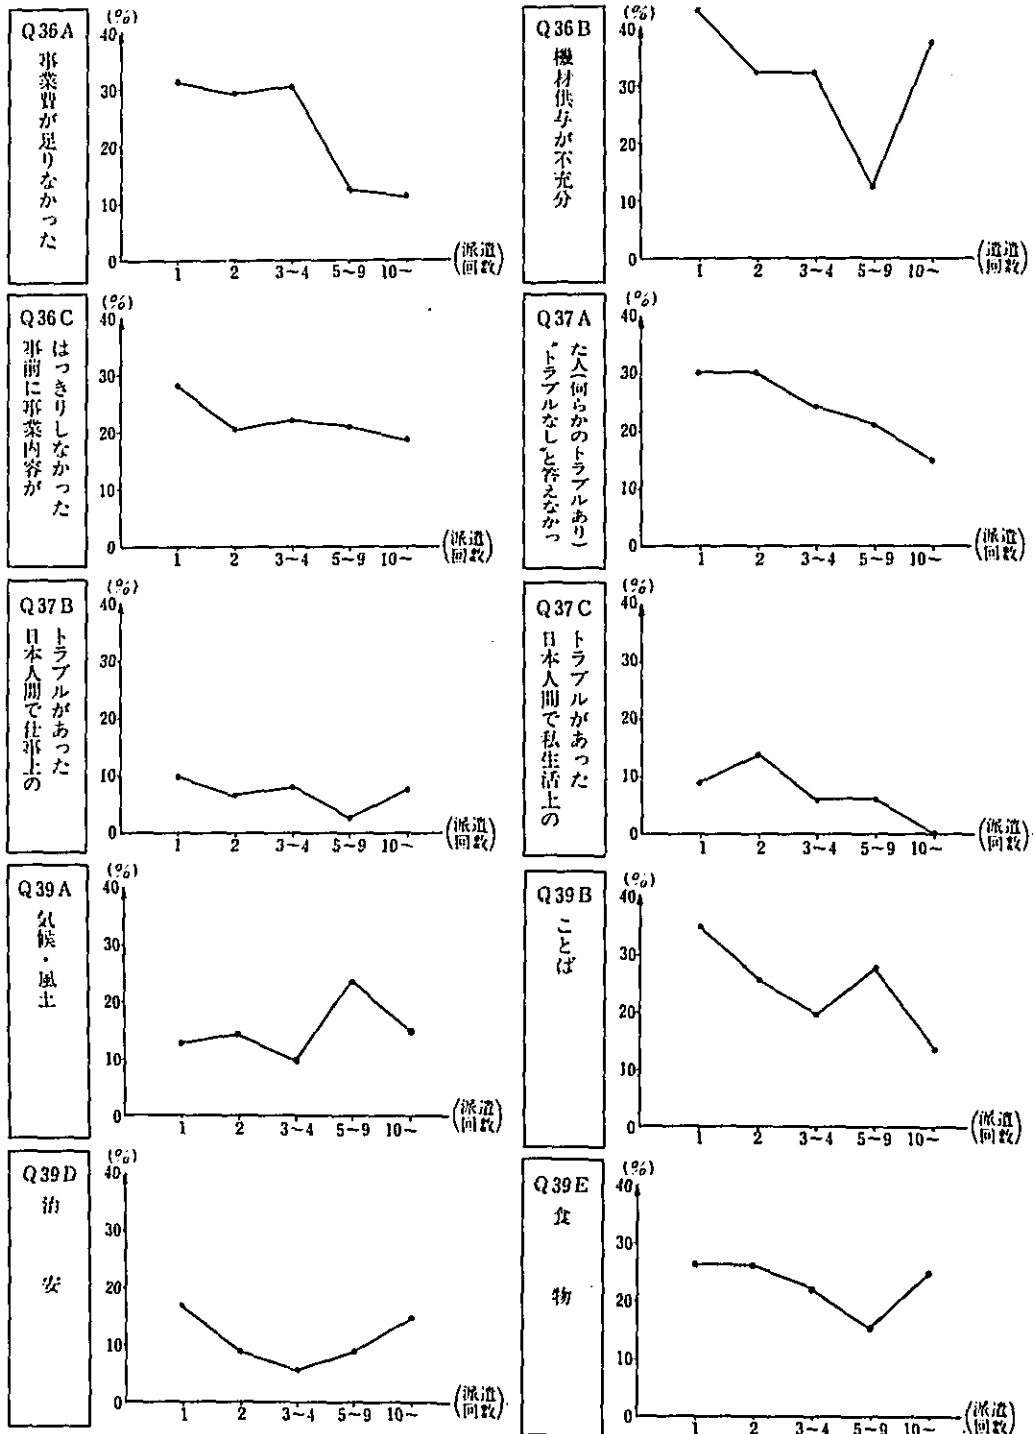 Q36A
事業費が足りなかった
(%)
40
30
20
10
0
1 2 3~4 5~9 10~
(派遣回数)
Q36B
機材供与が不充分
(%)
40
30
20
10
0
1 2 3~4 5~9 10~
(遣遣回数)
Q36C
はっきりしなかった
事前に事業内容が
(%)
40
30
20
10
0
1 2 3~4 5~9 10~
(派遣回数)
Q37A
た人(何らかのトラブルあり)
“トラブルなし”と答えなかっ
(%)
40
30
20
10
0
1 2 3~4 5~9 10~
(派遣回数)
Q37B
トラブルがあった
日本人間で仕事上の
(%)
40
30
20
10
0
1 2 3~4 5~9 10~
(派遣回数)
Q37C
トラブルがあった
日本人間で私生活上の
(%)
40
30
20
10
0
1 2 3~4 5~9 10~
(派遣回数)
Q39A
気候・風土
(%)
40
30
20
10
0
1 2 3~4 5~9 10~
(派遣回数)
Q39B
ことば
(%)
40
30
20
10
0
1 2 3~4 5~9 10~
(派遣回数)
Q39D
治安
(%)
40
30
20
10
0
1 2 3~4 5~9 10~
(派遣回数)
Q39E
食物
(%)
40
30
20
10
0
1 2 3~4 5~9 10~
(派遣回数)